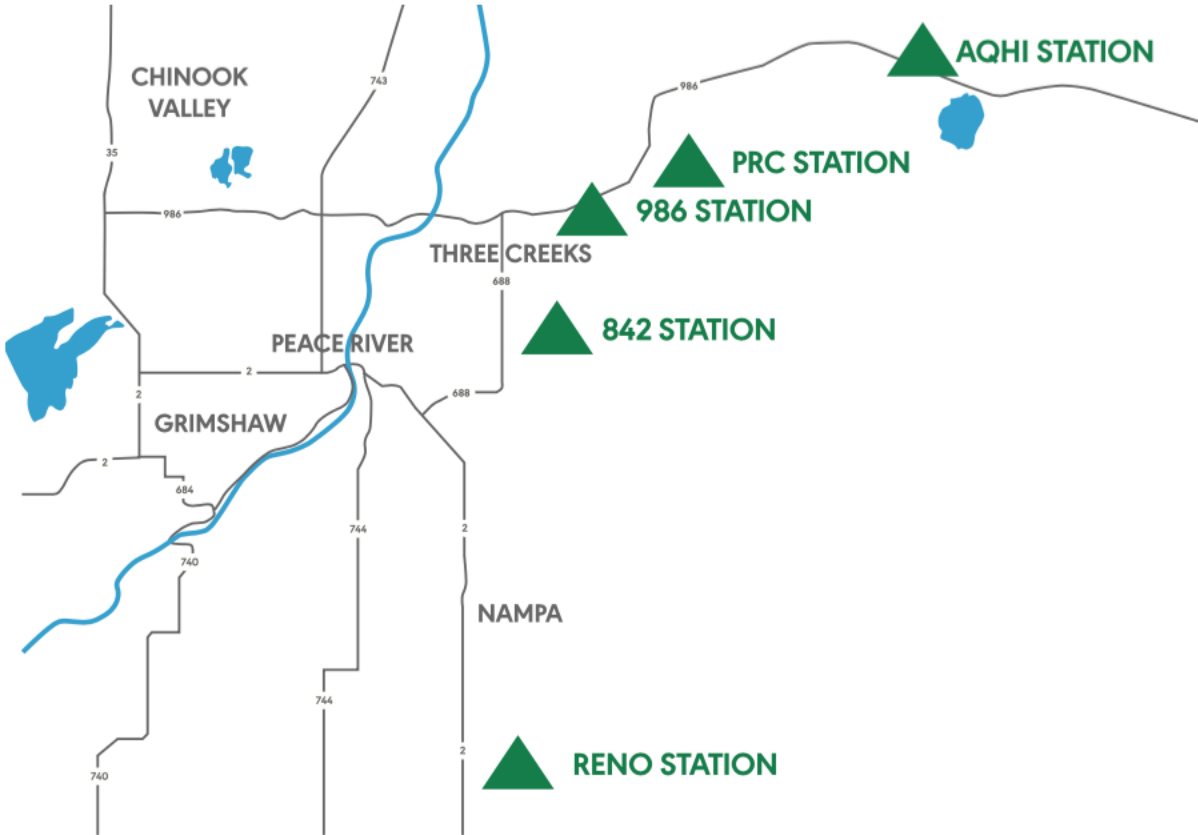 AQHI STATION
CHINOOK
VALLEY
743
986
35
PRC STATION
986
986 STATION
THREE CREEKS
688
842 STATION
PEACE RIVER
2
688
2
GRIMSHAW
2
684
744
2
740
NAMPA
744
2
RENO STATION
740